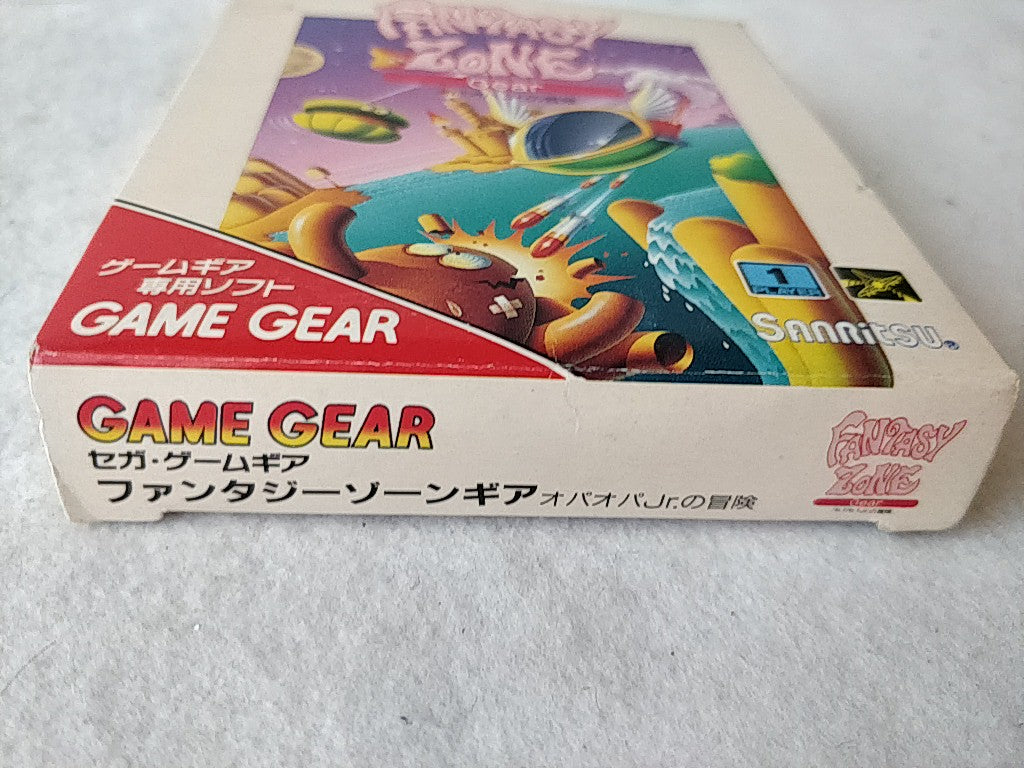 FANTASY
ZONE
Gear
ゲームギア
専用ソフト
GAME GEAR
1
PLAYER
SANRITSU®
GAME GEAR
セガ・ゲームギア
ファンタジーゾーンギア オパオパJr.の冒険
FANTASY
ZONE
Gear